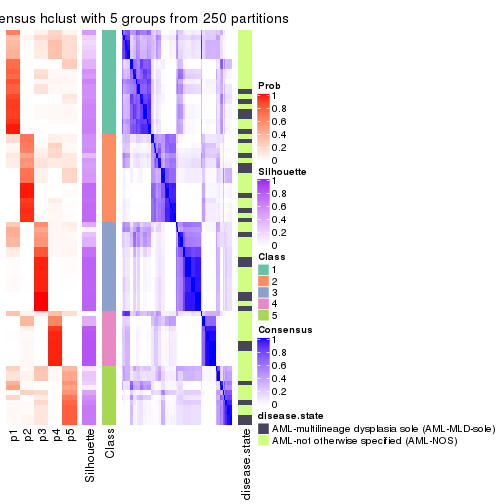 ensus hclust with 5 groups from 250 partitions
Prob
1
0.8
0.6
0.4
0.2
0
Silhouette
1
0.8
0.6
0.4
0.2
0
Class
1
2
3
4
5
Consensus
1
0.8
0.6
0.4
0.2
0
disease.state
AML-multilineage dysplasia sole (AML-MLD-sole)
AML-not otherwise specified (AML-NOS)
p1
p2
p3
p4
p5
Silhouette
Class
disease.state